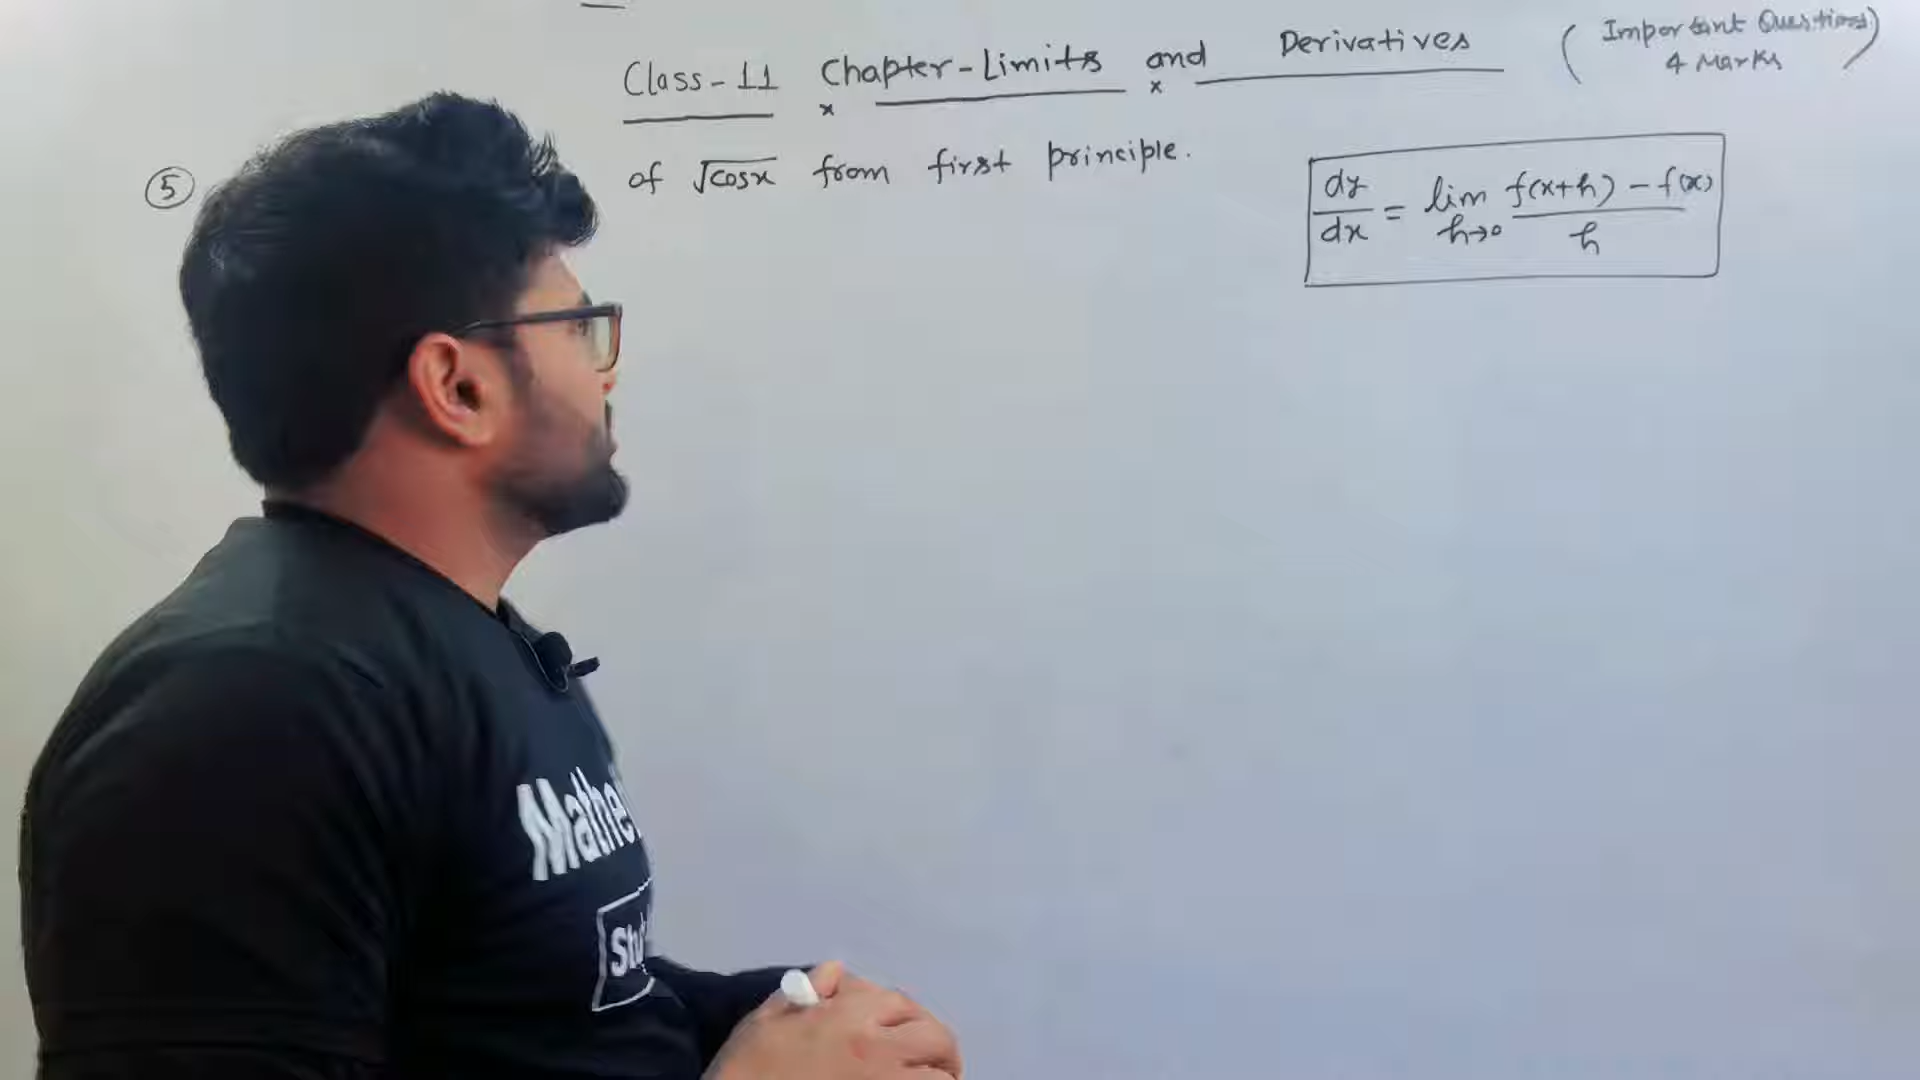 Class-11 Chapter-Limits and Derivatives
( Important Questions
4 Marks )
5 of √cosx from first principle.
dy/dx = lim h→0 f(x+h) - f(x) / h
Mathe
Stu